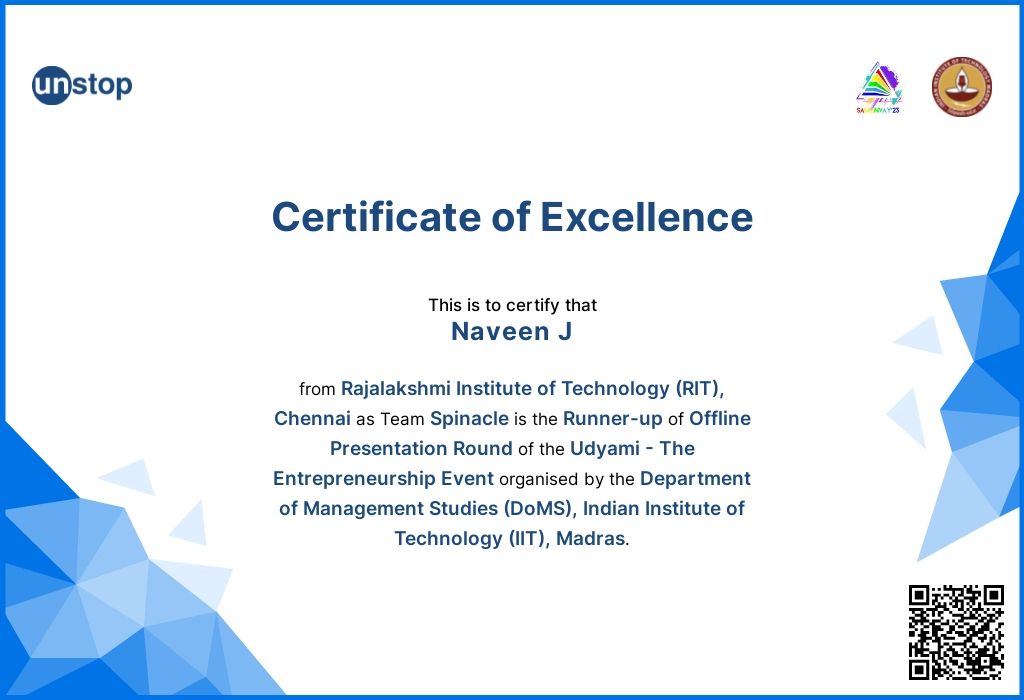 unstop
SAMANVAY'23
Certificate of Excellence
This is to certify that
Naveen J
from Rajalakshmi Institute of Technology (RIT),
Chennai as Team Spinacle is the Runner-up of Offline
Presentation Round of the Udyami - The
Entrepreneurship Event organised by the Department
of Management Studies (DoMS), Indian Institute of
Technology (IIT), Madras.